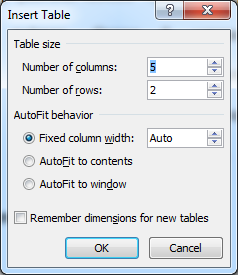 Insert Table
?
Table size
Number of columns: 5
Number of rows: 2
AutoFit behavior
Fixed column width: Auto
AutoFit to contents
AutoFit to window
Remember dimensions for new tables
OK Cancel